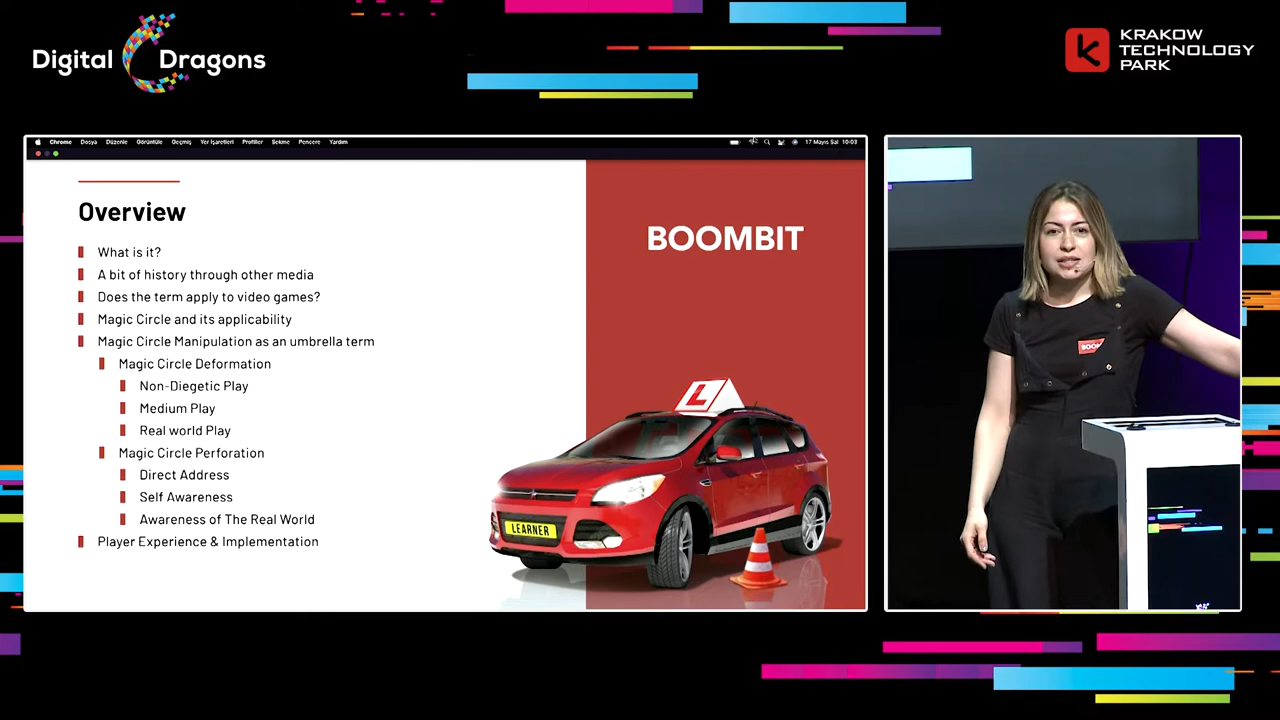 Digital Dragons
KRAKOW
TECHNOLOGY
PARK
Chrome Dosya Düzenle Görüntüle Geçmiş Yer İşaretleri Profiller Sekme Pencere Yardım
17 Mayıs Sal 10:03
Overview
What is it?
A bit of history through other media
Does the term apply to video games?
Magic Circle and its applicability
Magic Circle Manipulation as an umbrella term
Magic Circle Deformation
Non-Diegetic Play
Medium Play
Real world Play
Magic Circle Perforation
Direct Address
Self Awareness
Awareness of The Real World
Player Experience & Implementation
BOOMBIT
L
LEARNER
BOOM